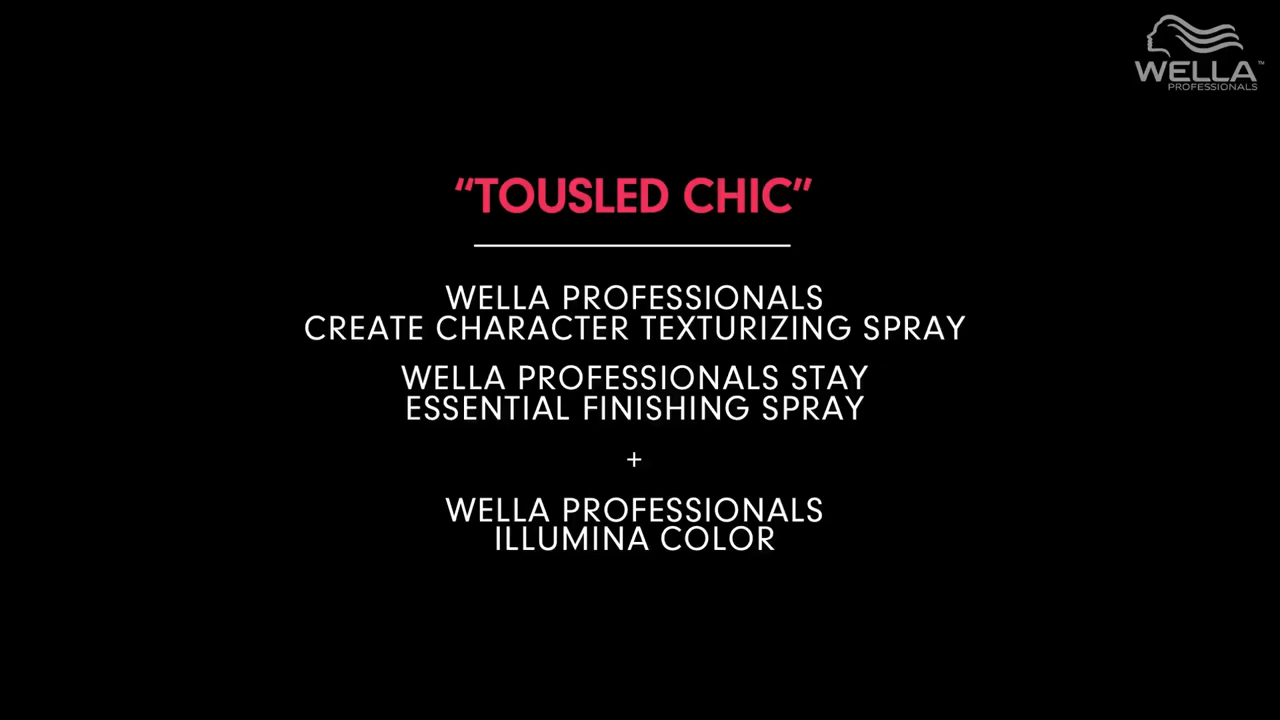 WELLA™
PROFESSIONALS
“TOUSLED CHIC”
WELLA PROFESSIONALS
CREATE CHARACTER TEXTURIZING SPRAY
WELLA PROFESSIONALS STAY
ESSENTIAL FINISHING SPRAY
+
WELLA PROFESSIONALS
ILLUMINA COLOR